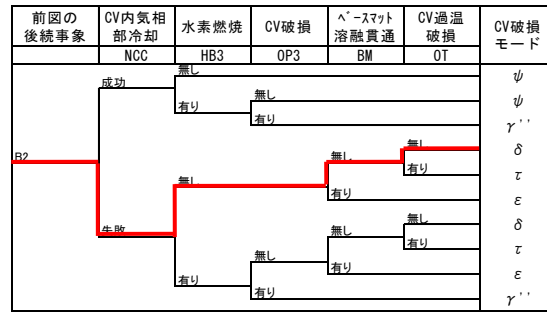 前図の
後続事象
CV内気相
部冷却
水素燃焼
CV破損
ﾍﾞｰｽﾏｯﾄ
溶融貫通
CV過温
破損
CV破損
モード
NCC
HB3
OP3
BM
OT
無し
ψ
成功
無し
ψ
有り
有り
γ''
無し
δ
B2
無し
有り
τ
無し
有り
ε
無し
δ
失敗
有り
τ
無し
有り
ε
有り
有り
γ''